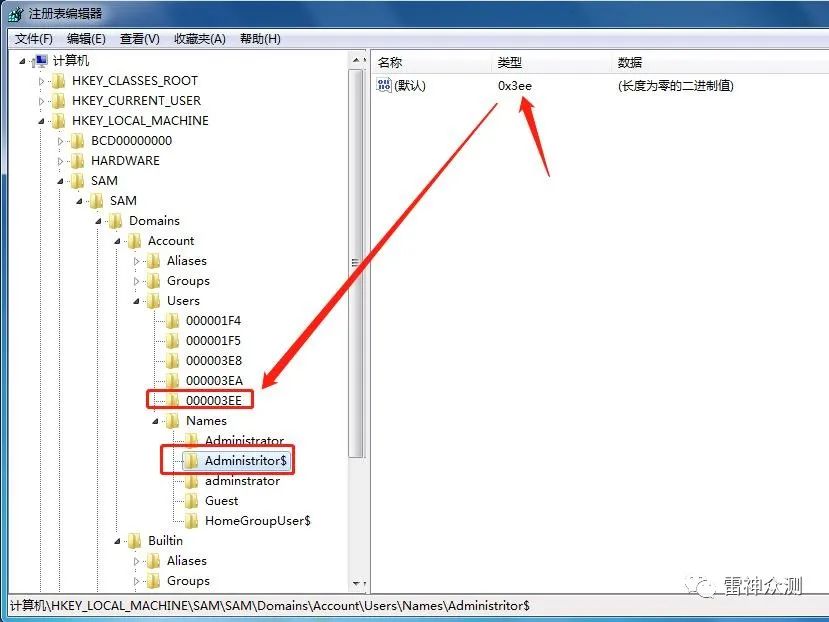 注册表编辑器
文件(F) 编辑(E) 查看(V) 收藏夹(A) 帮助(H)
计算机
HKEY_CLASSES_ROOT
HKEY_CURRENT_USER
HKEY_LOCAL_MACHINE
BCD00000000
HARDWARE
SAM
SAM
Domains
Account
Aliases
Groups
Users
000001F4
000001F5
000003E8
000003EA
000003EE
Names
Administrator
Administritor$
adminstrator
Guest
HomeGroupUser$
Builtin
Aliases
Groups
名称 类型 数据
(默认) 0x3ee (长度为零的二进制值)
雷神众测
计算机\HKEY_LOCAL_MACHINE\SAM\SAM\Domains\Account\Users\Names\Administritor$